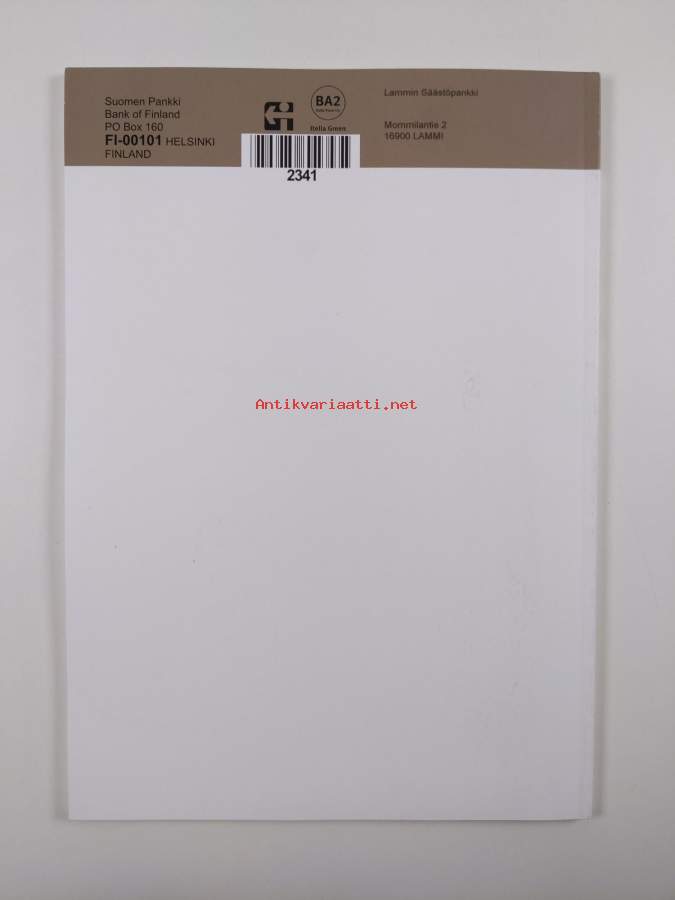 Suomen Pankki
Bank of Finland
PO Box 160
FI-00101 HELSINKI
FINLAND
BA2
Itella Green
2341
Lammin Säästöpankki
Mommilantie 2
16900 LAMMI
Antikvariaatti.net